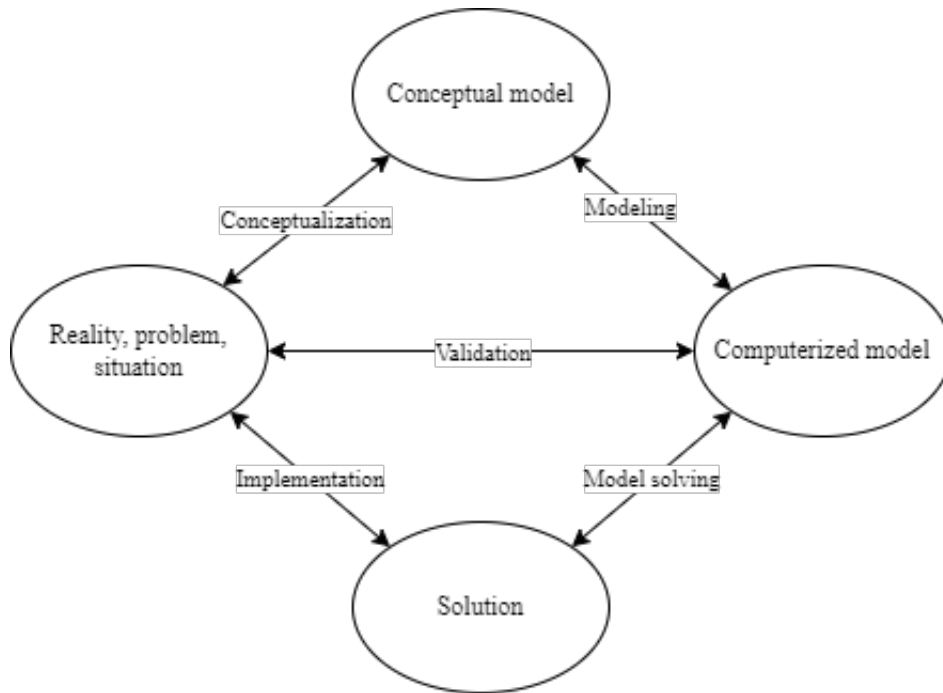 Conceptual model
Conceptualization
Modeling
Reality, problem,
situation
Validation
Computerized model
Implementation
Model solving
Solution